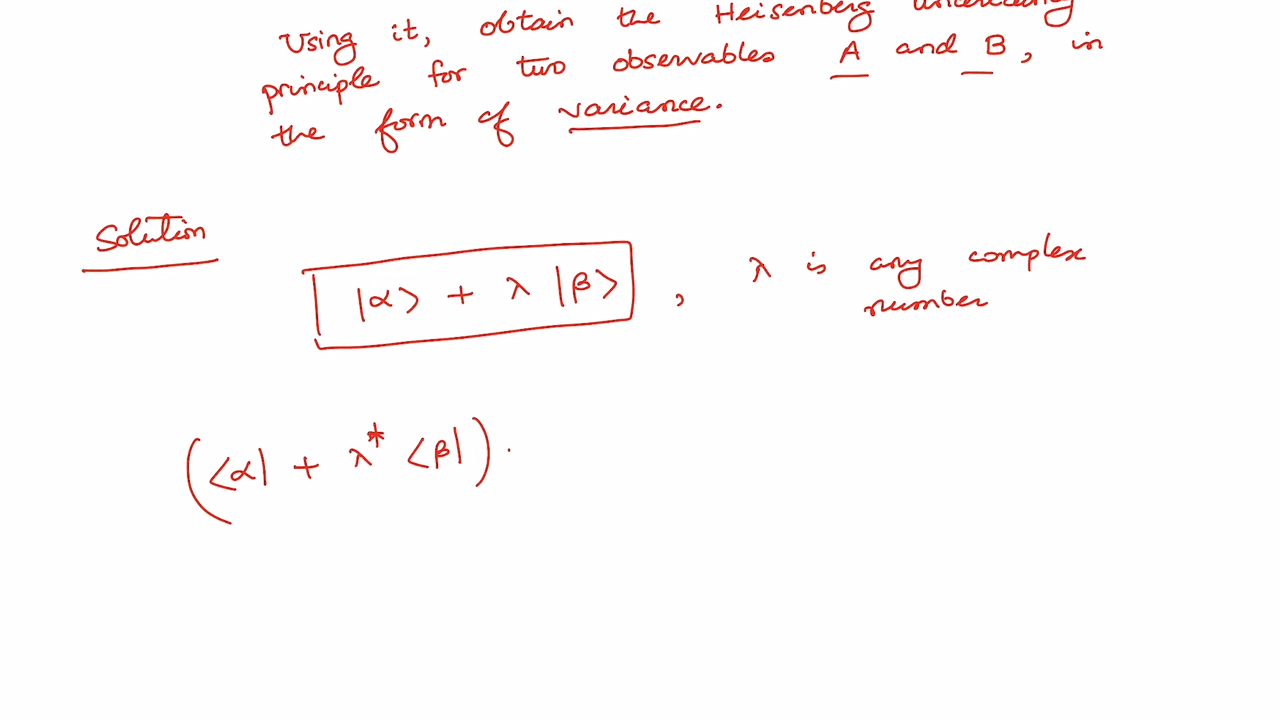 Using it, obtain the Heisenberg uncertainty
principle for two observables A and B, in
the form of variance.
Solution
|α> + λ |β> , λ is any complex
number
(<α| + λ* <β|) .